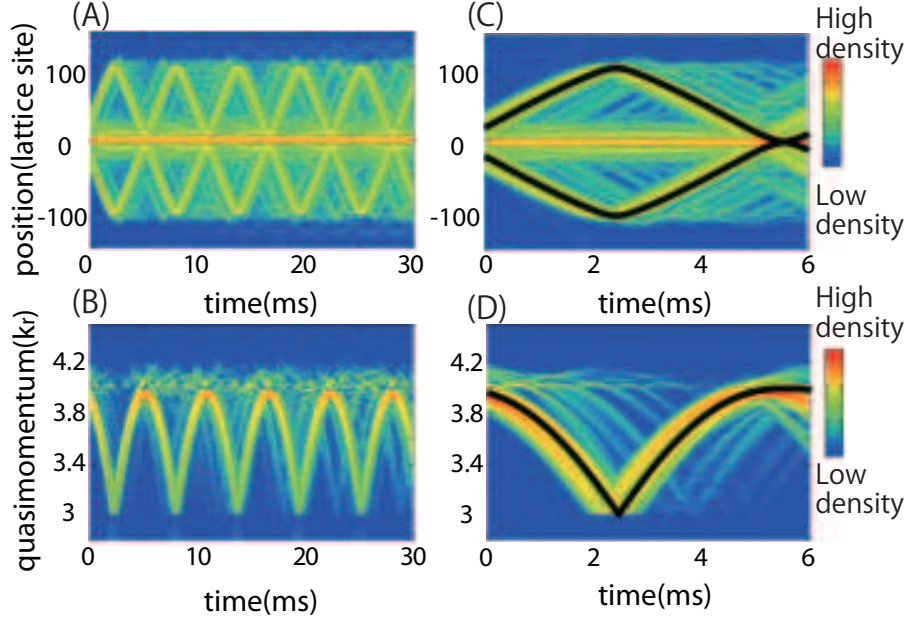 (A)
(C)
High
density
position(lattice site)
100
0
-100
0
10
20
30
time(ms)
100
0
-100
0
2
4
6
time(ms)
Low
density
(B)
(D)
High
density
quasimomentum(kr)
4.2
3.8
3.4
3
0
10
20
30
time(ms)
4.2
3.8
3.4
3
0
2
4
6
time(ms)
Low
density